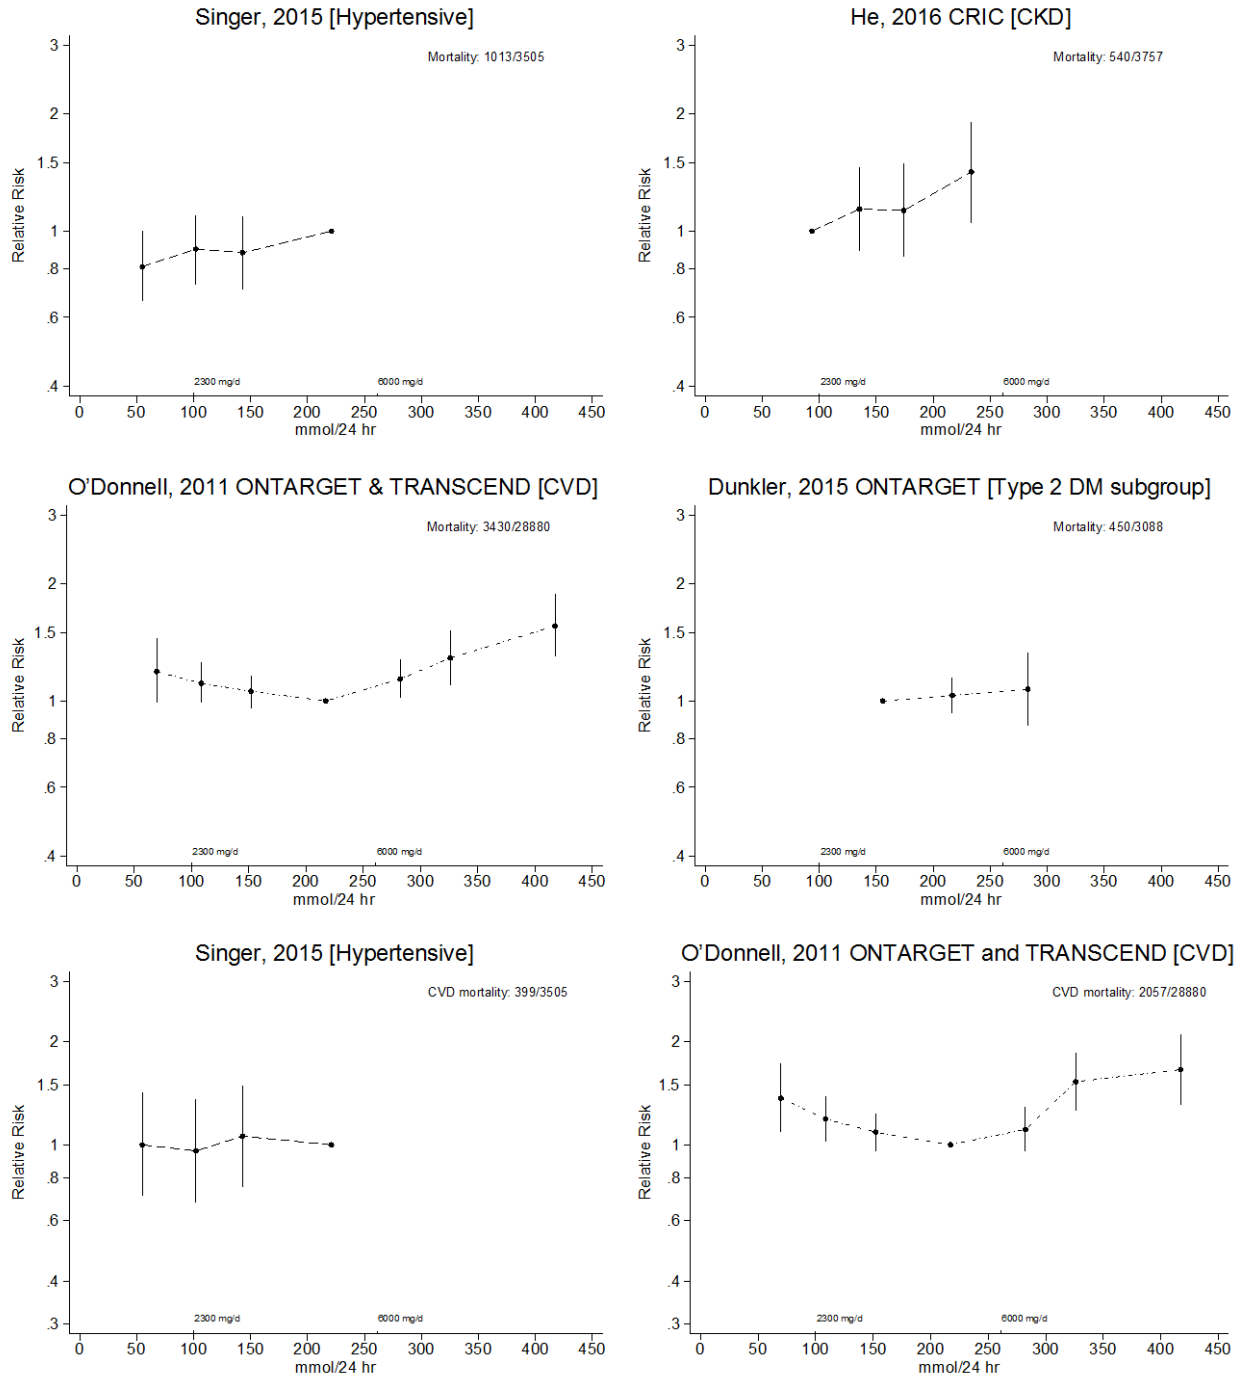 Singer, 2015 [Hypertensive]
Mortality: 1013/3505
Relative Risk
3
2
1.5
1
.8
.6
.4
2300 mg/d 6000 mg/d
0 50 100 150 200 250 300 350 400 450
mmol/24 hr
He, 2016 CRIC [CKD]
Mortality: 540/3757
Relative Risk
3
2
1.5
1
.8
.6
.4
2300 mg/d 6000 mg/d
0 50 100 150 200 250 300 350 400 450
mmol/24 hr
O'Donnell, 2011 ONTARGET & TRANSCEND [CVD]
Mortality: 3430/28880
Relative Risk
3
2
1.5
1
.8
.6
.4
2300 mg/d 6000 mg/d
0 50 100 150 200 250 300 350 400 450
mmol/24 hr
Dunkler, 2015 ONTARGET [Type 2 DM subgroup]
Mortality: 450/3088
Relative Risk
3
2
1.5
1
.8
.6
.4
2300 mg/d 6000 mg/d
0 50 100 150 200 250 300 350 400 450
mmol/24 hr
Singer, 2015 [Hypertensive]
CVD mortality: 399/3505
Relative Risk
3
2
1.5
1
.8
.6
.4
.3
2300 mg/d 6000 mg/d
0 50 100 150 200 250 300 350 400 450
mmol/24 hr
O'Donnell, 2011 ONTARGET and TRANSCEND [CVD]
CVD mortality: 2057/28880
Relative Risk
3
2
1.5
1
.8
.6
.4
.3
2300 mg/d 6000 mg/d
0 50 100 150 200 250 300 350 400 450
mmol/24 hr